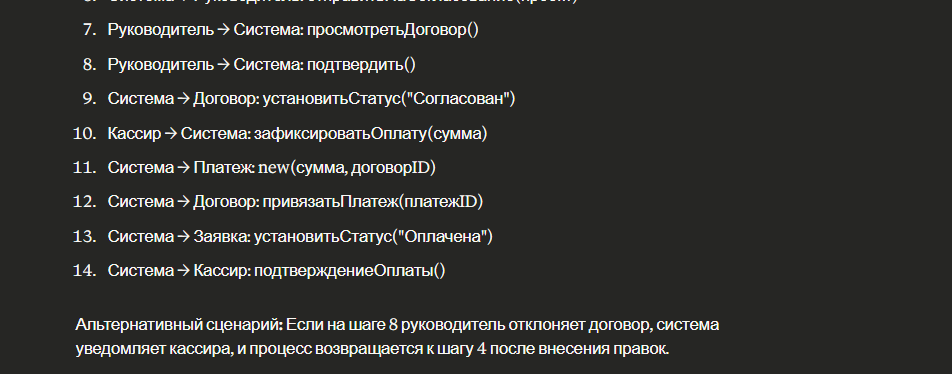 7. Руководитель → Система: просмотретьДоговор()
8. Руководитель → Система: подтвердить()
9. Система → Договор: установитьСтатус("Согласован")
10. Кассир → Система: зафиксироватьОплату(сумма)
11. Система → Платеж: new(сумма, договорID)
12. Система → Договор: привязатьПлатеж(платежID)
13. Система → Заявка: установитьСтатус("Оплачена")
14. Система → Кассир: подтверждениеОплаты()
Альтернативный сценарий: Если на шаге 8 руководитель отклоняет договор, система
уведомляет кассира, и процесс возвращается к шагу 4 после внесения правок.